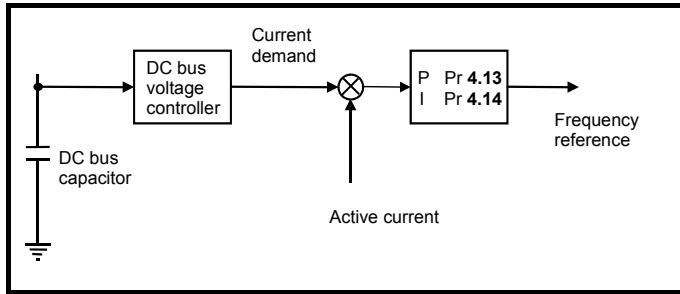 Current
demand
DC bus
voltage
controller
P Pr 4.13
I Pr 4.14
Frequency
reference
DC bus
capacitor
Active current